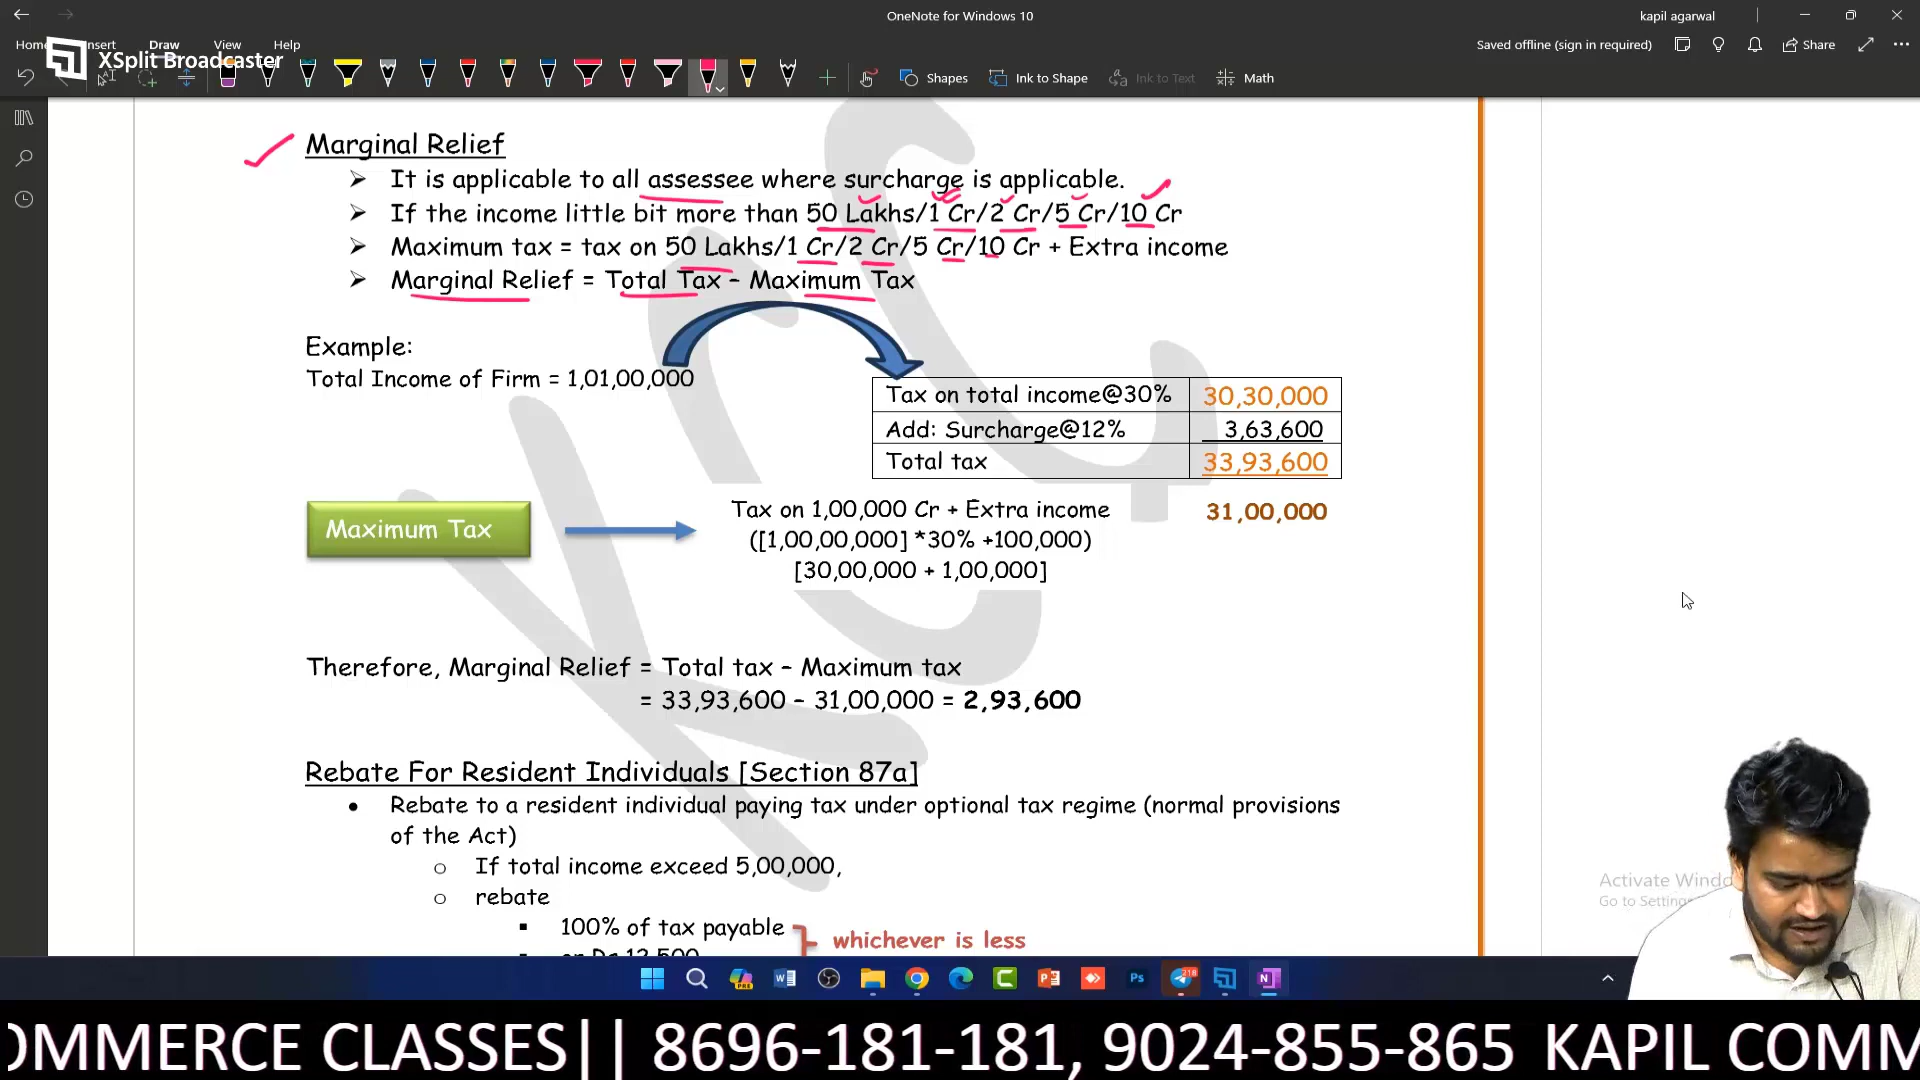 OneNote for Windows 10
kapil agarwal
Home Insert Draw View Help
Saved offline (sign in required)
Share
XSplit Broadcaster
Shapes
Ink to Shape
Ink to Text
Math
Marginal Relief
➢ It is applicable to all assessee where surcharge is applicable.
➢ If the income little bit more than 50 Lakhs/1 Cr/2 Cr/5 Cr/10 Cr
➢ Maximum tax = tax on 50 Lakhs/1 Cr/2 Cr/5 Cr/10 Cr + Extra income
➢ Marginal Relief = Total Tax – Maximum Tax
Example:
Total Income of Firm = 1,01,00,000
Tax on total income@30% 30,30,000
Add: Surcharge@12% 3,63,600
Total tax 33,93,600
Maximum Tax
Tax on 1,00,000 Cr + Extra income 31,00,000
([1,00,00,000] *30% +100,000)
[30,00,000 + 1,00,000]
Therefore, Marginal Relief = Total tax – Maximum tax
= 33,93,600 – 31,00,000 = 2,93,600
Rebate For Resident Individuals [Section 87a]
• Rebate to a resident individual paying tax under optional tax regime (normal provisions
of the Act)
o If total income exceed 5,00,000,
o rebate
▪ 100% of tax payable
whichever is less
▪ or Rs 12,500
Activate Windo
Go to Settings
218
OMMERCE CLASSES|| 8696-181-181, 9024-855-865 KAPIL COMM